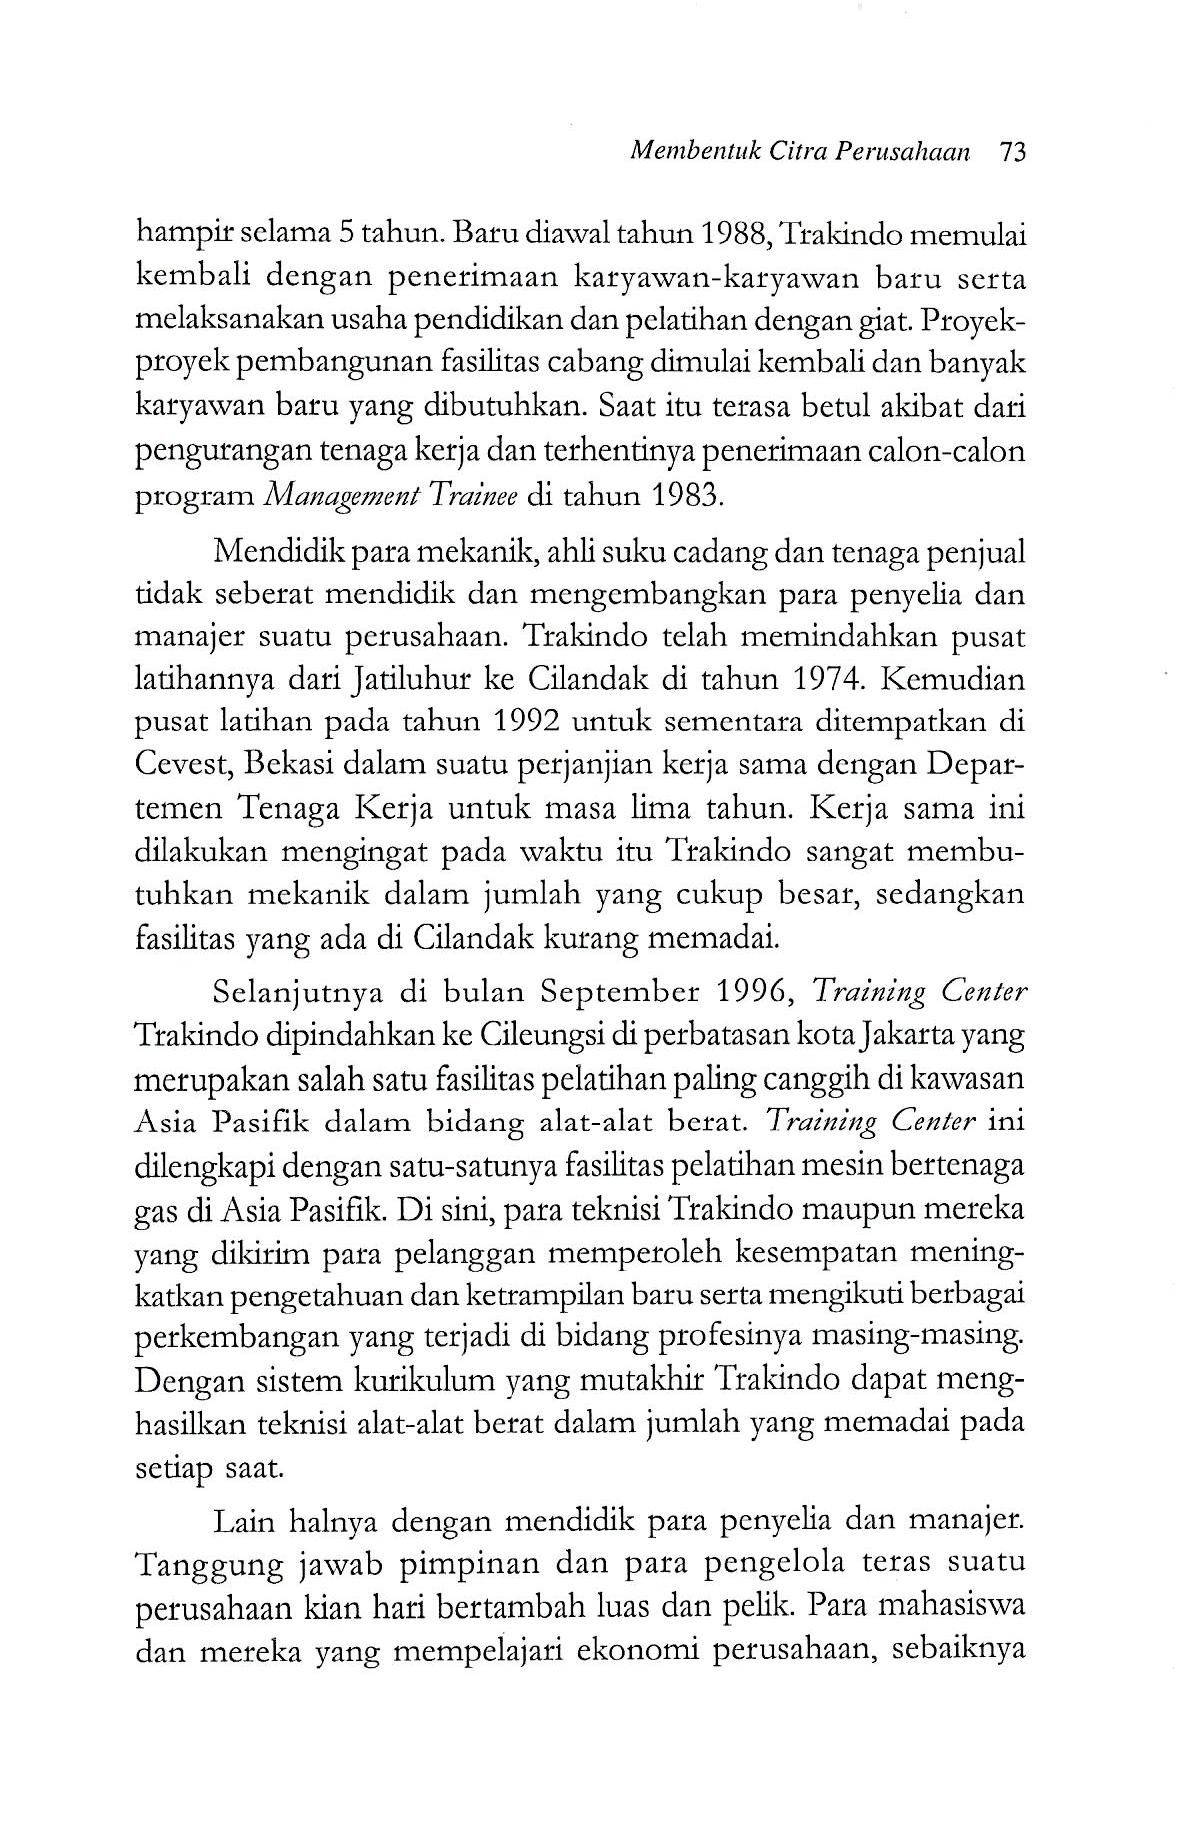 Membentuk Citra Perusahaan 73
hampir selama 5 tahun. Baru diawal tahun 1988, Trakindo memulai
kembali dengan penerimaan karyawan-karyawan baru serta
melaksanakan usaha pendidikan dan pelatihan dengan giat. Proyek-
proyek pembangunan fasilitas cabang dimulai kembali dan banyak
karyawan baru yang dibutuhkan. Saat itu terasa betul akibat dari
pengurangan tenaga kerja dan terhentinya penerimaan calon-calon
program Management Trainee di tahun 1983.
Mendidik para mekanik, ahli suku cadang dan tenaga penjual
tidak seberat mendidik dan mengembangkan para penyelia dan
manajer suatu perusahaan. Trakindo telah memindahkan pusat
latihannya dari Jatiluhur ke Cilandak di tahun 1974. Kemudian
pusat latihan pada tahun 1992 untuk sementara ditempatkan di
Cevest, Bekasi dalam suatu perjanjian kerja sama dengan Depar-
temen Tenaga Kerja untuk masa lima tahun. Kerja sama ini
dilakukan mengingat pada waktu itu Trakindo sangat membu-
tuhkan mekanik dalam jumlah yang cukup besar, sedangkan
fasilitas yang ada di Cilandak kurang memadai.
Selanjutnya di bulan September 1996, Training Center
Trakindo dipindahkan ke Cileungsi di perbatasan kota Jakarta yang
merupakan salah satu fasilitas pelatihan paling canggih di kawasan
Asia Pasifik dalam bidang alat-alat berat. Training Center ini
dilengkapi dengan satu-satunya fasilitas pelatihan mesin bertenaga
gas di Asia Pasifik. Di sini, para teknisi Trakindo maupun mereka
yang dikirim para pelanggan memperoleh kesempatan mening-
katkan pengetahuan dan ketrampilan baru serta mengikuti berbagai
perkembangan yang terjadi di bidang profesinya masing-masing.
Dengan sistem kurikulum yang mutakhir Trakindo dapat meng-
hasilkan teknisi alat-alat berat dalam jumlah yang memadai pada
setiap saat.
Lain halnya dengan mendidik para penyelia dan manajer.
Tanggung jawab pimpinan dan para pengelola teras suatu
perusahaan kian hari bertambah luas dan pelik. Para mahasiswa
dan mereka yang mempelajari ekonomi perusahaan, sebaiknya